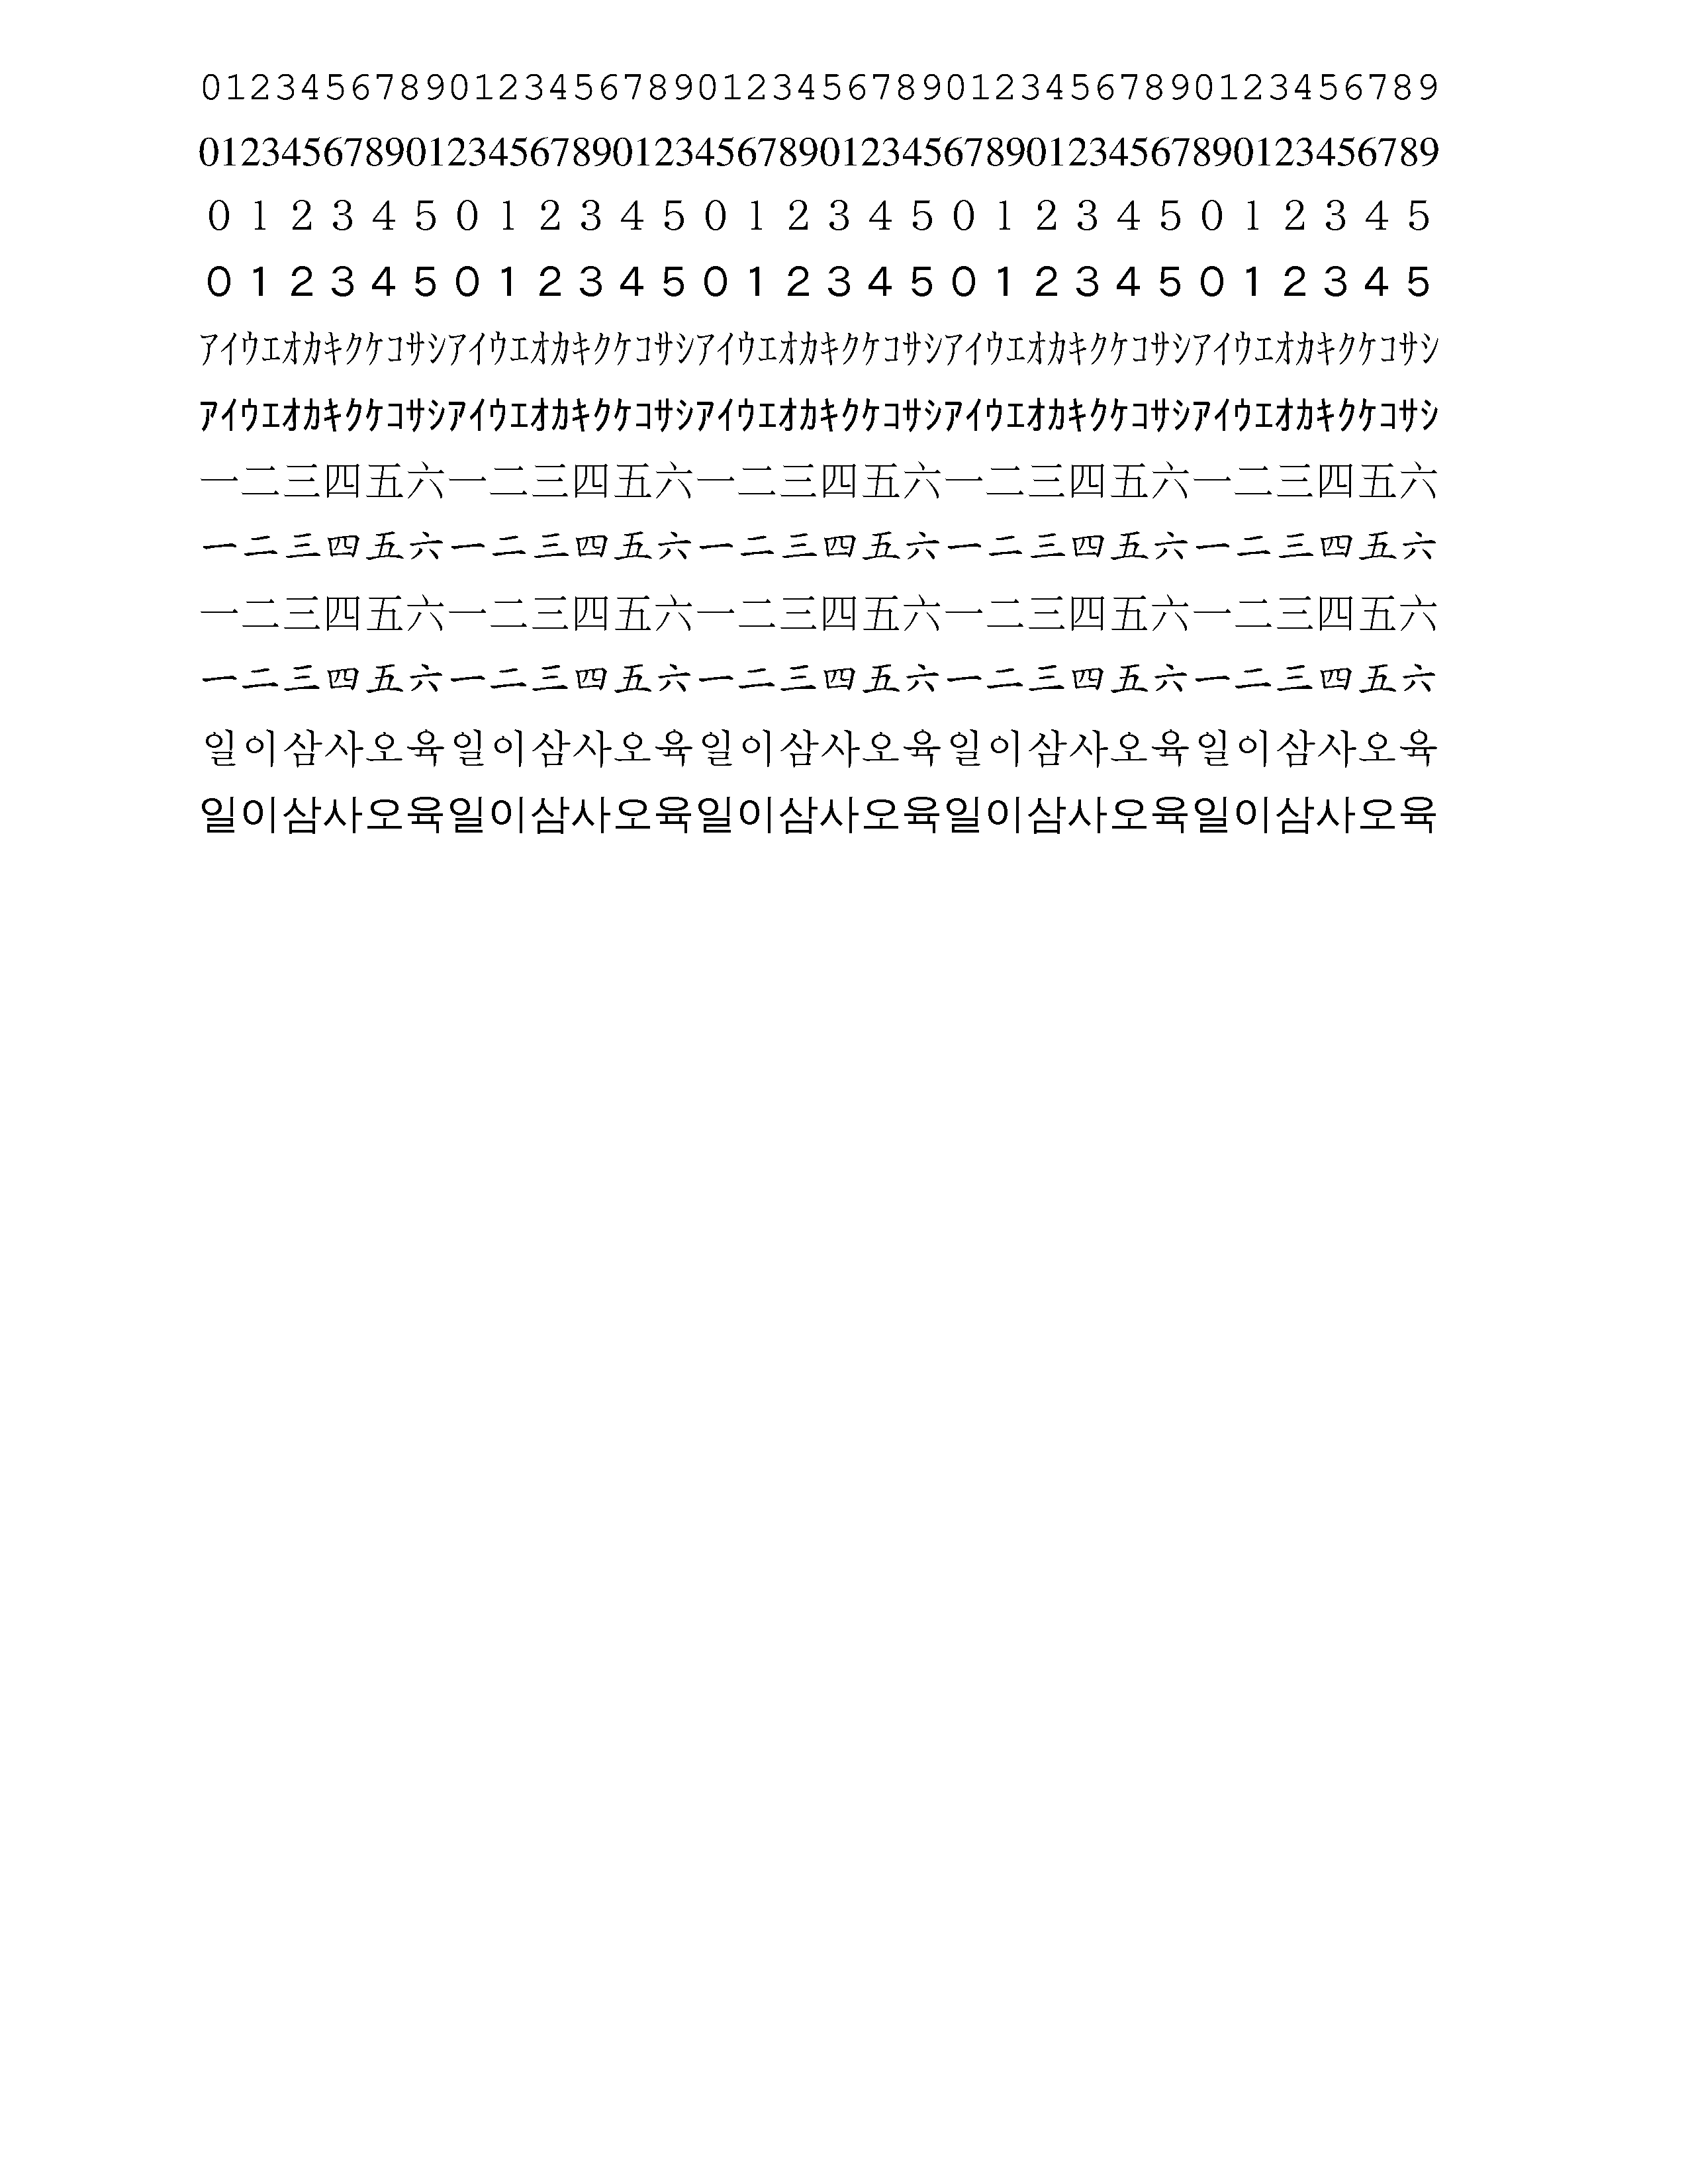 01234567890123456789012345678901234567890123456789
012345678901234567890123456789012345678901234567890123456789
012345012345012345012345012345
012345012345012345012345012345
アイウエオカキクケコサシアイウエオカキクケコサシアイウエオカキクケコサシアイウエオカキクケコサシアイウエオカキクケコサシ
アイウエオカキクケコサシアイウエオカキクケコサシアイウエオカキクケコサシアイウエオカキクケコサシアイウエオカキクケコサシ
一二三四五六一二三四五六一二三四五六一二三四五六一二三四五六
一二三四五六一二三四五六一二三四五六一二三四五六一二三四五六
一二三四五六一二三四五六一二三四五六一二三四五六一二三四五六
一二三四五六一二三四五六一二三四五六一二三四五六一二三四五六
일이삼사오육일이삼사오육일이삼사오육일이삼사오육일이삼사오육
일이삼사오육일이삼사오육일이삼사오육일이삼사오육일이삼사오육